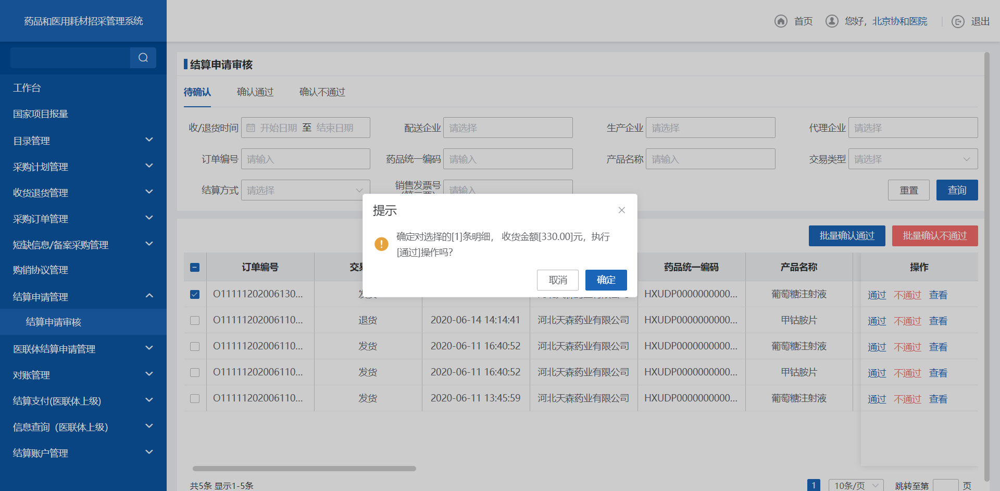 药品和医用耗材招采管理系统
首页
您好，北京协和医院
退出
工作台
国家项目报量
目录管理
采购计划管理
收货退货管理
采购订单管理
短缺信息/备案采购管理
购销协议管理
结算申请管理
结算申请审核
医联体结算申请管理
对账管理
结算支付(医联体上级)
信息查询（医联体上级）
结算账户管理
结算申请审核
待确认 确认通过 确认不通过
收/退货时间 开始日期 至 结束日期 配送企业 请选择 生产企业 请选择 代理企业 请选择
订单编号 请输入 药品统一编码 请输入 产品名称 请输入 交易类型 请选择
结算方式 请选择 销售发票号 请输入 重置 查询
提示
确定对选择的[1]条明细， 收货金额[330.00]元，执行
[通过]操作吗?
取消 确定
批量确认通过 批量确认不通过
订单编号 药品统一编码 产品名称 操作
O11111202006130... HXUDP0000000000... 葡萄糖注射液 通过 不通过 查看
O11111202006110... 退货 2020-06-14 14:14:41 河北天森药业有限公司 HXUDP0000000000... 甲钴胺片 通过 不通过 查看
O11111202006110... 发货 2020-06-11 16:40:52 河北天森药业有限公司 HXUDP0000000000... 葡萄糖注射液 通过 不通过 查看
O11111202006110... 发货 2020-06-11 16:40:52 河北天森药业有限公司 HXUDP0000000000... 甲钴胺片 通过 不通过 查看
O11111202006110... 发货 2020-06-11 13:45:59 河北天森药业有限公司 HXUDP0000000000... 葡萄糖注射液 通过 不通过 查看
共5条 显示1-5条 1 10条/页 跳转至第 页